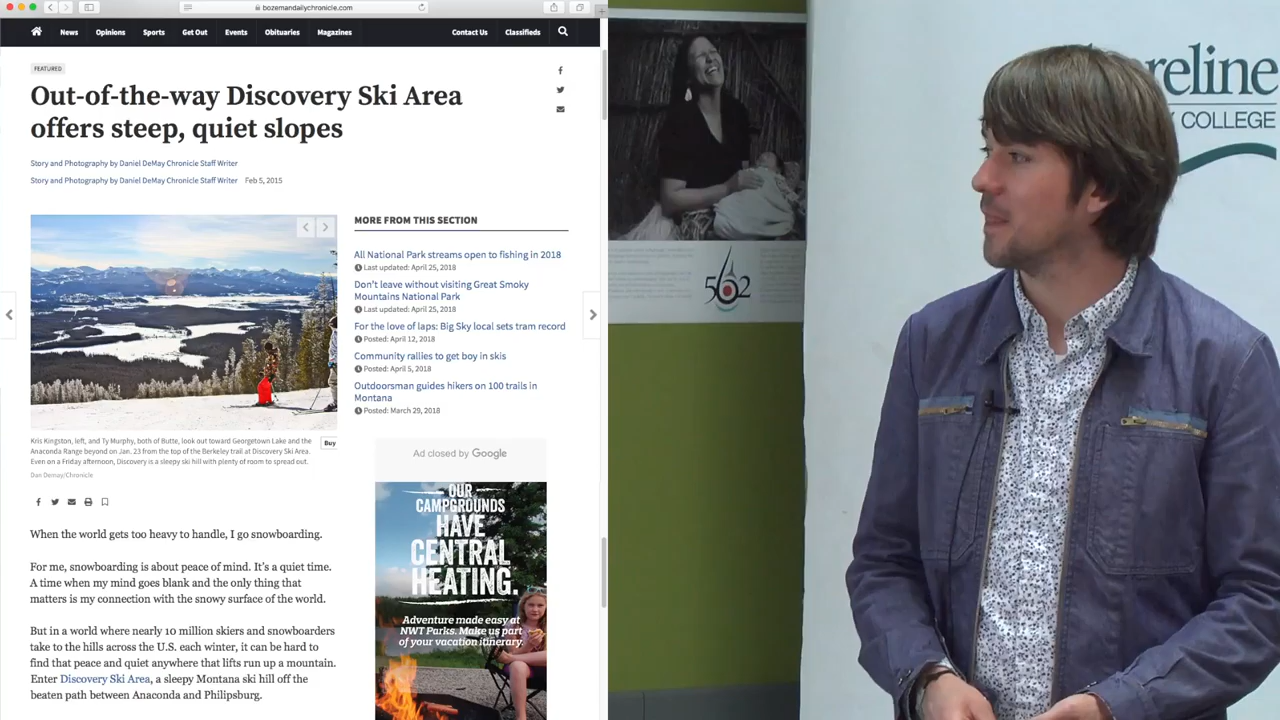 bozemandailychronicle.com
News Opinions Sports Get Out Events Obituaries Magazines Contact Us Classifieds
FEATURED
Out-of-the-way Discovery Ski Area
offers steep, quiet slopes
Story and Photography by Daniel DeMay Chronicle Staff Writer
Story and Photography by Daniel DeMay Chronicle Staff Writer Feb 5, 2015
Kris Kingston, left, and Ty Murphy, both of Butte, look out toward Georgetown Lake and the
Anaconda Range beyond on Jan. 23 from the top of the Berkeley trail at Discovery Ski Area.
Even on a Friday afternoon, Discovery is a sleepy ski hill with plenty of room to spread out.
Buy
Dan Demay/Chronicle
When the world gets too heavy to handle, I go snowboarding.
For me, snowboarding is about peace of mind. It's a quiet time.
A time when my mind goes blank and the only thing that
matters is my connection with the snowy surface of the world.
But in a world where nearly 10 million skiers and snowboarders
take to the hills across the U.S. each winter, it can be hard to
find that peace and quiet anywhere that lifts run up a mountain.
Enter Discovery Ski Area, a sleepy Montana ski hill off the
beaten path between Anaconda and Philipsburg.
MORE FROM THIS SECTION
All National Park streams open to fishing in 2018
Last updated: April 25, 2018
Don't leave without visiting Great Smoky
Mountains National Park
Last updated: April 25, 2018
For the love of laps: Big Sky local sets tram record
Posted: April 12, 2018
Community rallies to get boy in skis
Posted: April 5, 2018
Outdoorsman guides hikers on 100 trails in
Montana
Posted: March 29, 2018
Ad closed by Google
OUR
CAMPGROUNDS
HAVE
CENTRAL
HEATING.
Adventure made easy at
NWT Parks. Make us part
of your vacation itinerary.
562
reline
COLLEGE